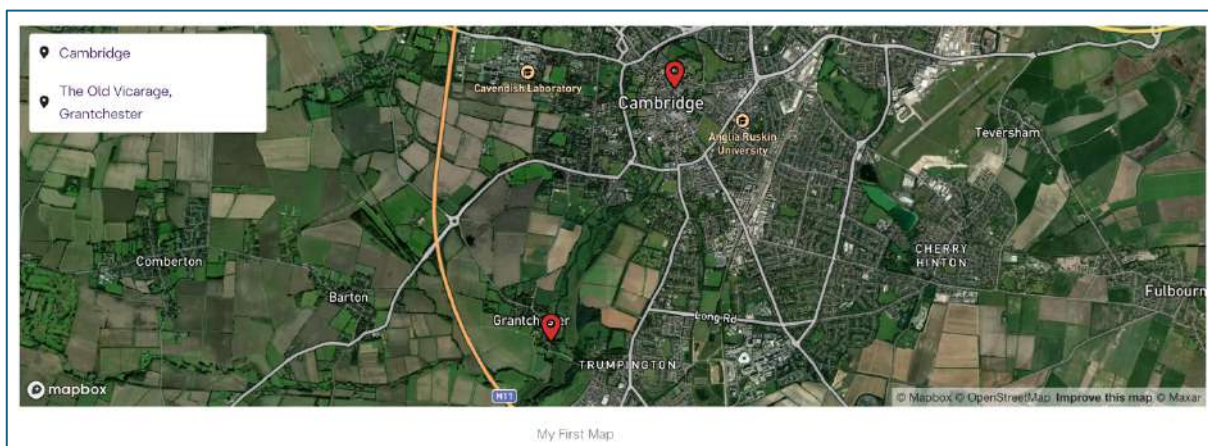 Cambridge
The Old Vicarage,
Grantchester
Cavendish Laboratory
Cambridge
Anglia Ruskin
University
Teversham
Comberton
Barton
CHERRY
HINTON
Fulbourn
Grantchester
Long Rd
TRUMPINGTON
mapbox
M11
© Mapbox © OpenStreetMap Improve this map © Maxar
My First Map